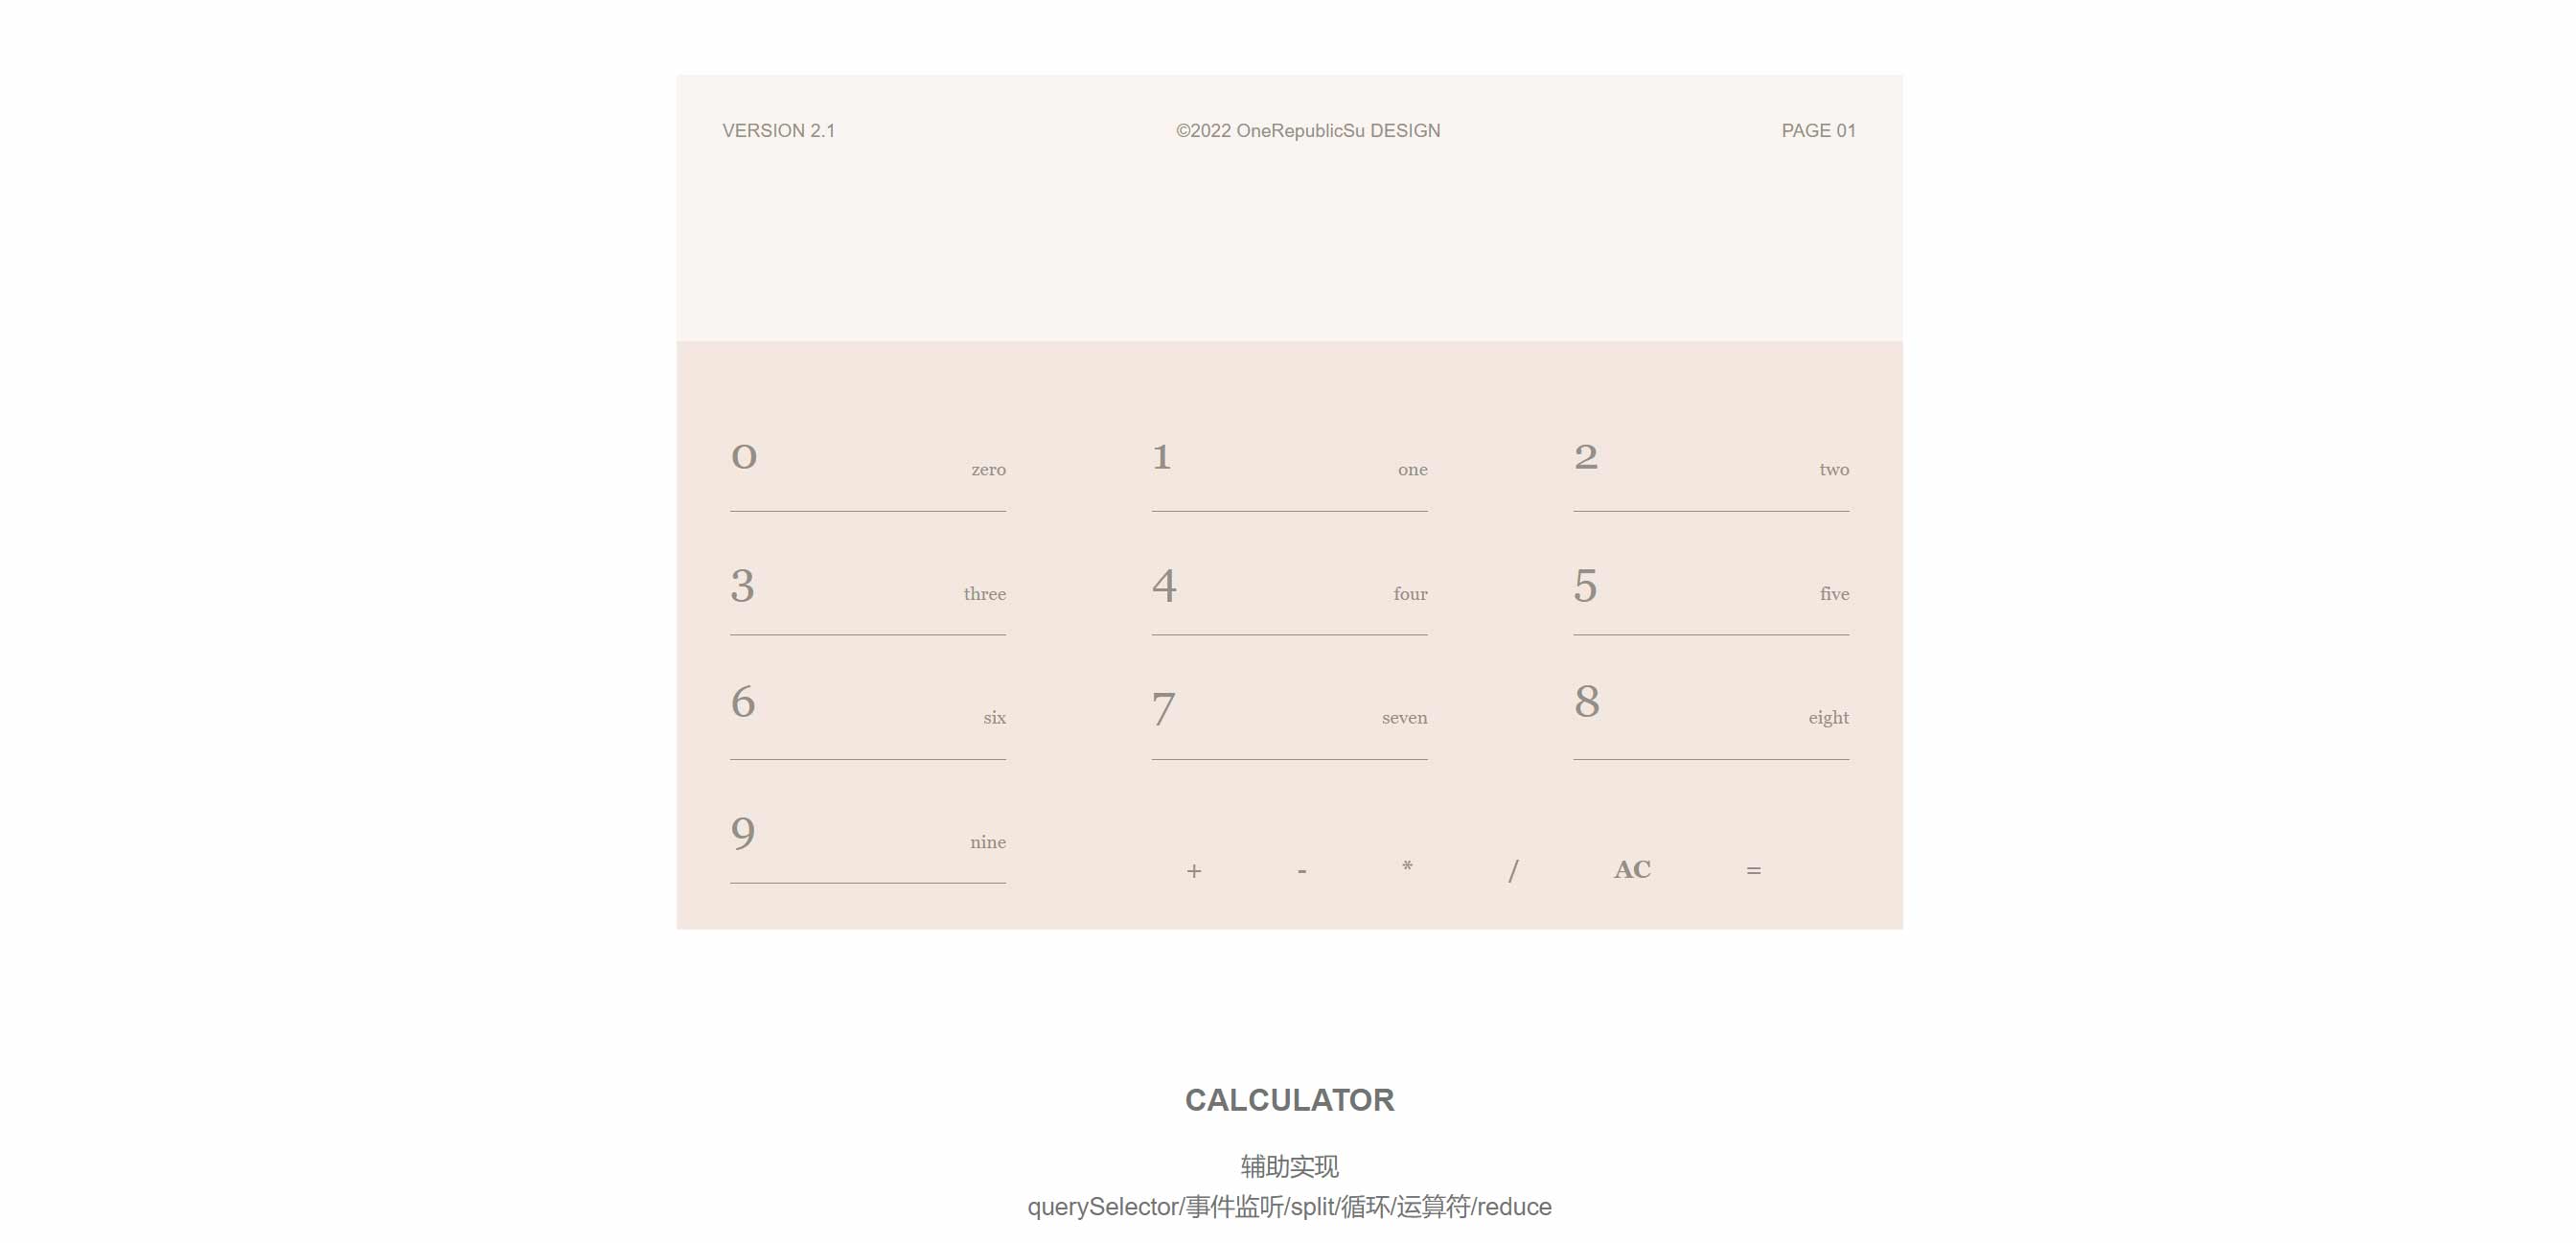 VERSION 2.1
©2022 OneRepublicSu DESIGN
PAGE 01
0 zero
1 one
2 two
3 three
4 four
5 five
6 six
7 seven
8 eight
9 nine
+ - * / AC =
CALCULATOR
辅助实现
querySelector/事件监听/split/循环/运算符/reduce